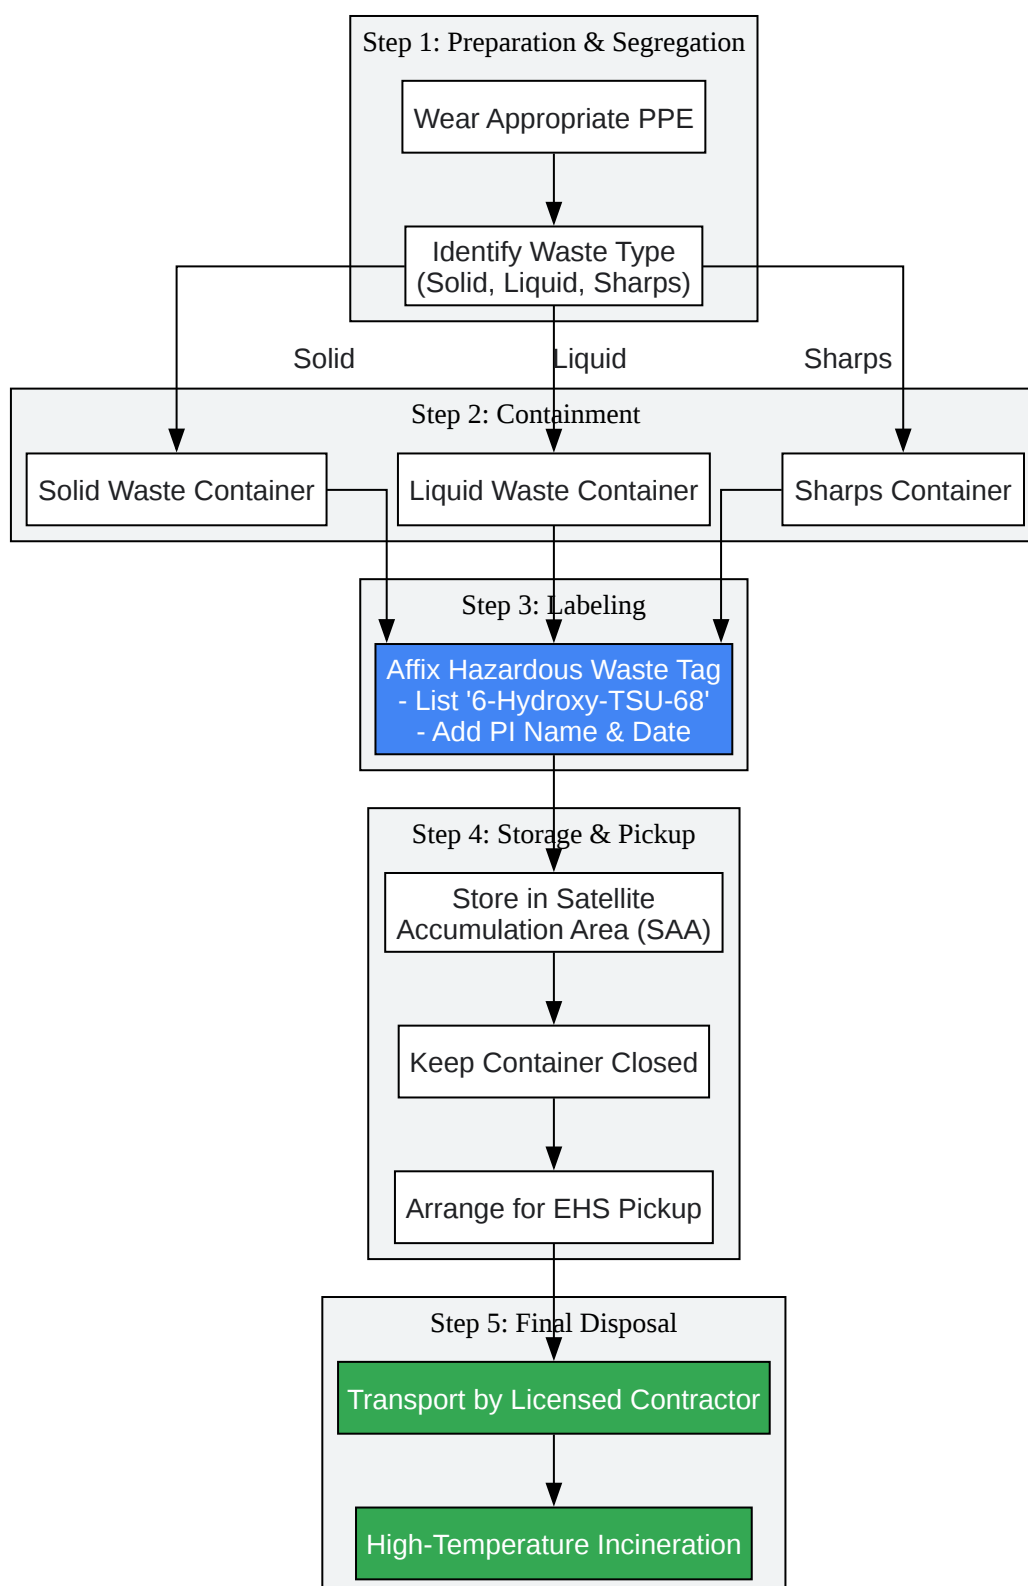 Step 1: Preparation & Segregation
Wear Appropriate PPE
Identify Waste Type
(Solid, Liquid, Sharps)
Solid
Liquid
Sharps
Step 2: Containment
Solid Waste Container
Liquid Waste Container
Sharps Container
Step 3: Labeling
Affix Hazardous Waste Tag
- List '6-Hydroxy-TSU-68'
- Add PI Name & Date
Step 4: Storage & Pickup
Store in Satellite
Accumulation Area (SAA)
Keep Container Closed
Arrange for EHS Pickup
Step 5: Final Disposal
Transport by Licensed Contractor
High-Temperature Incineration